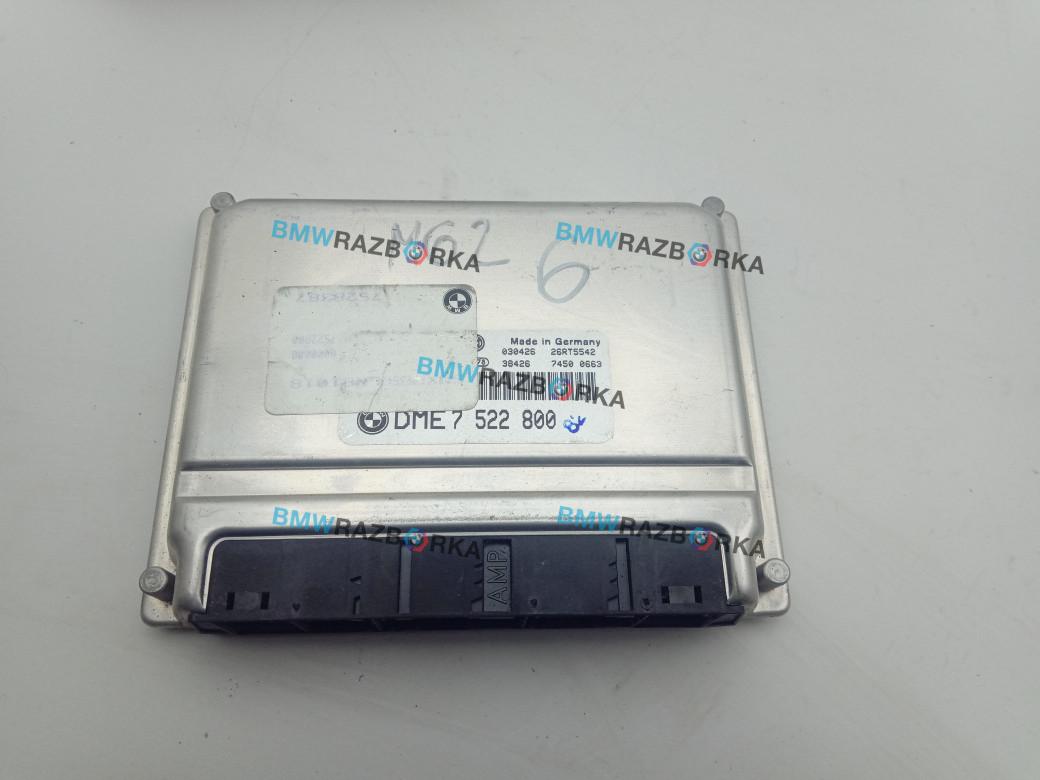 M62
6
BMWRAZBORKA
BMWRAZBORKA
Made in Germany
030426 26RT5542
38426 7450 0663
BMWRAZBORKA
DME 7 522 800
BMWRAZBORKA
BMWRAZBORKA
AMP